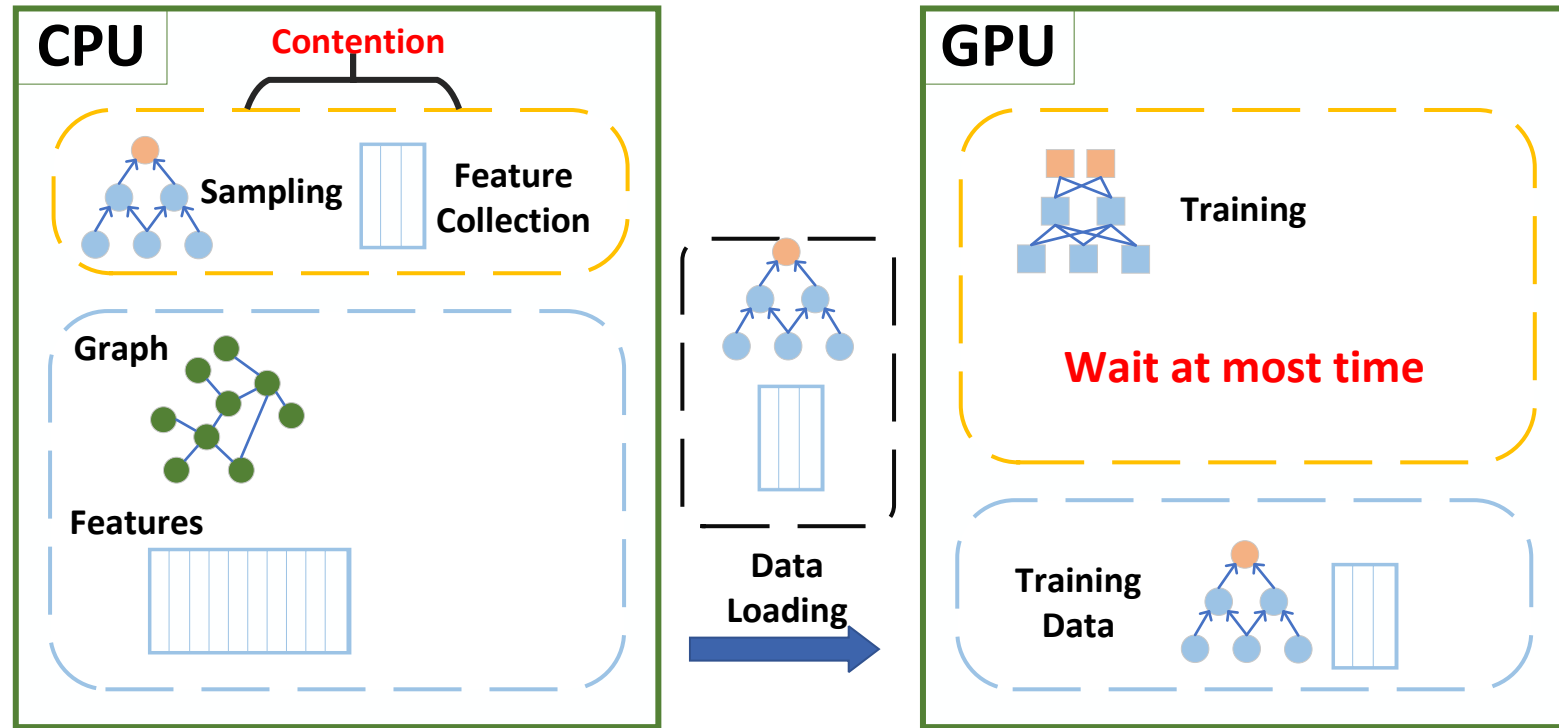 CPU
Contention
Sampling
Feature
Collection
Graph
Features
Data
Loading
GPU
Training
Wait at most time
Training
Data